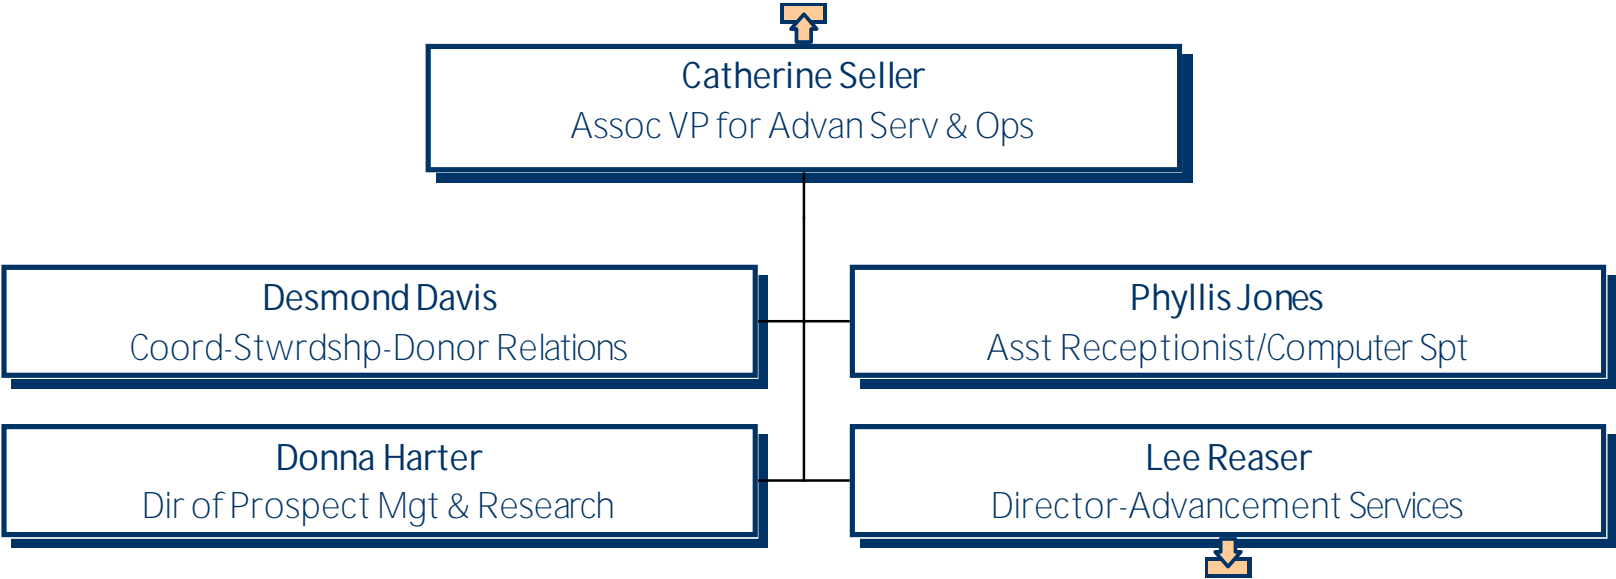 Catherine Seller
Assoc VP for Advan Serv & Ops
Desmond Davis
Coord-Stwrdshp-Donor Relations
Phyllis Jones
Asst Receptionist/Computer Spt
Donna Harter
Dir of Prospect Mgt & Research
Lee Reaser
Director-Advancement Services